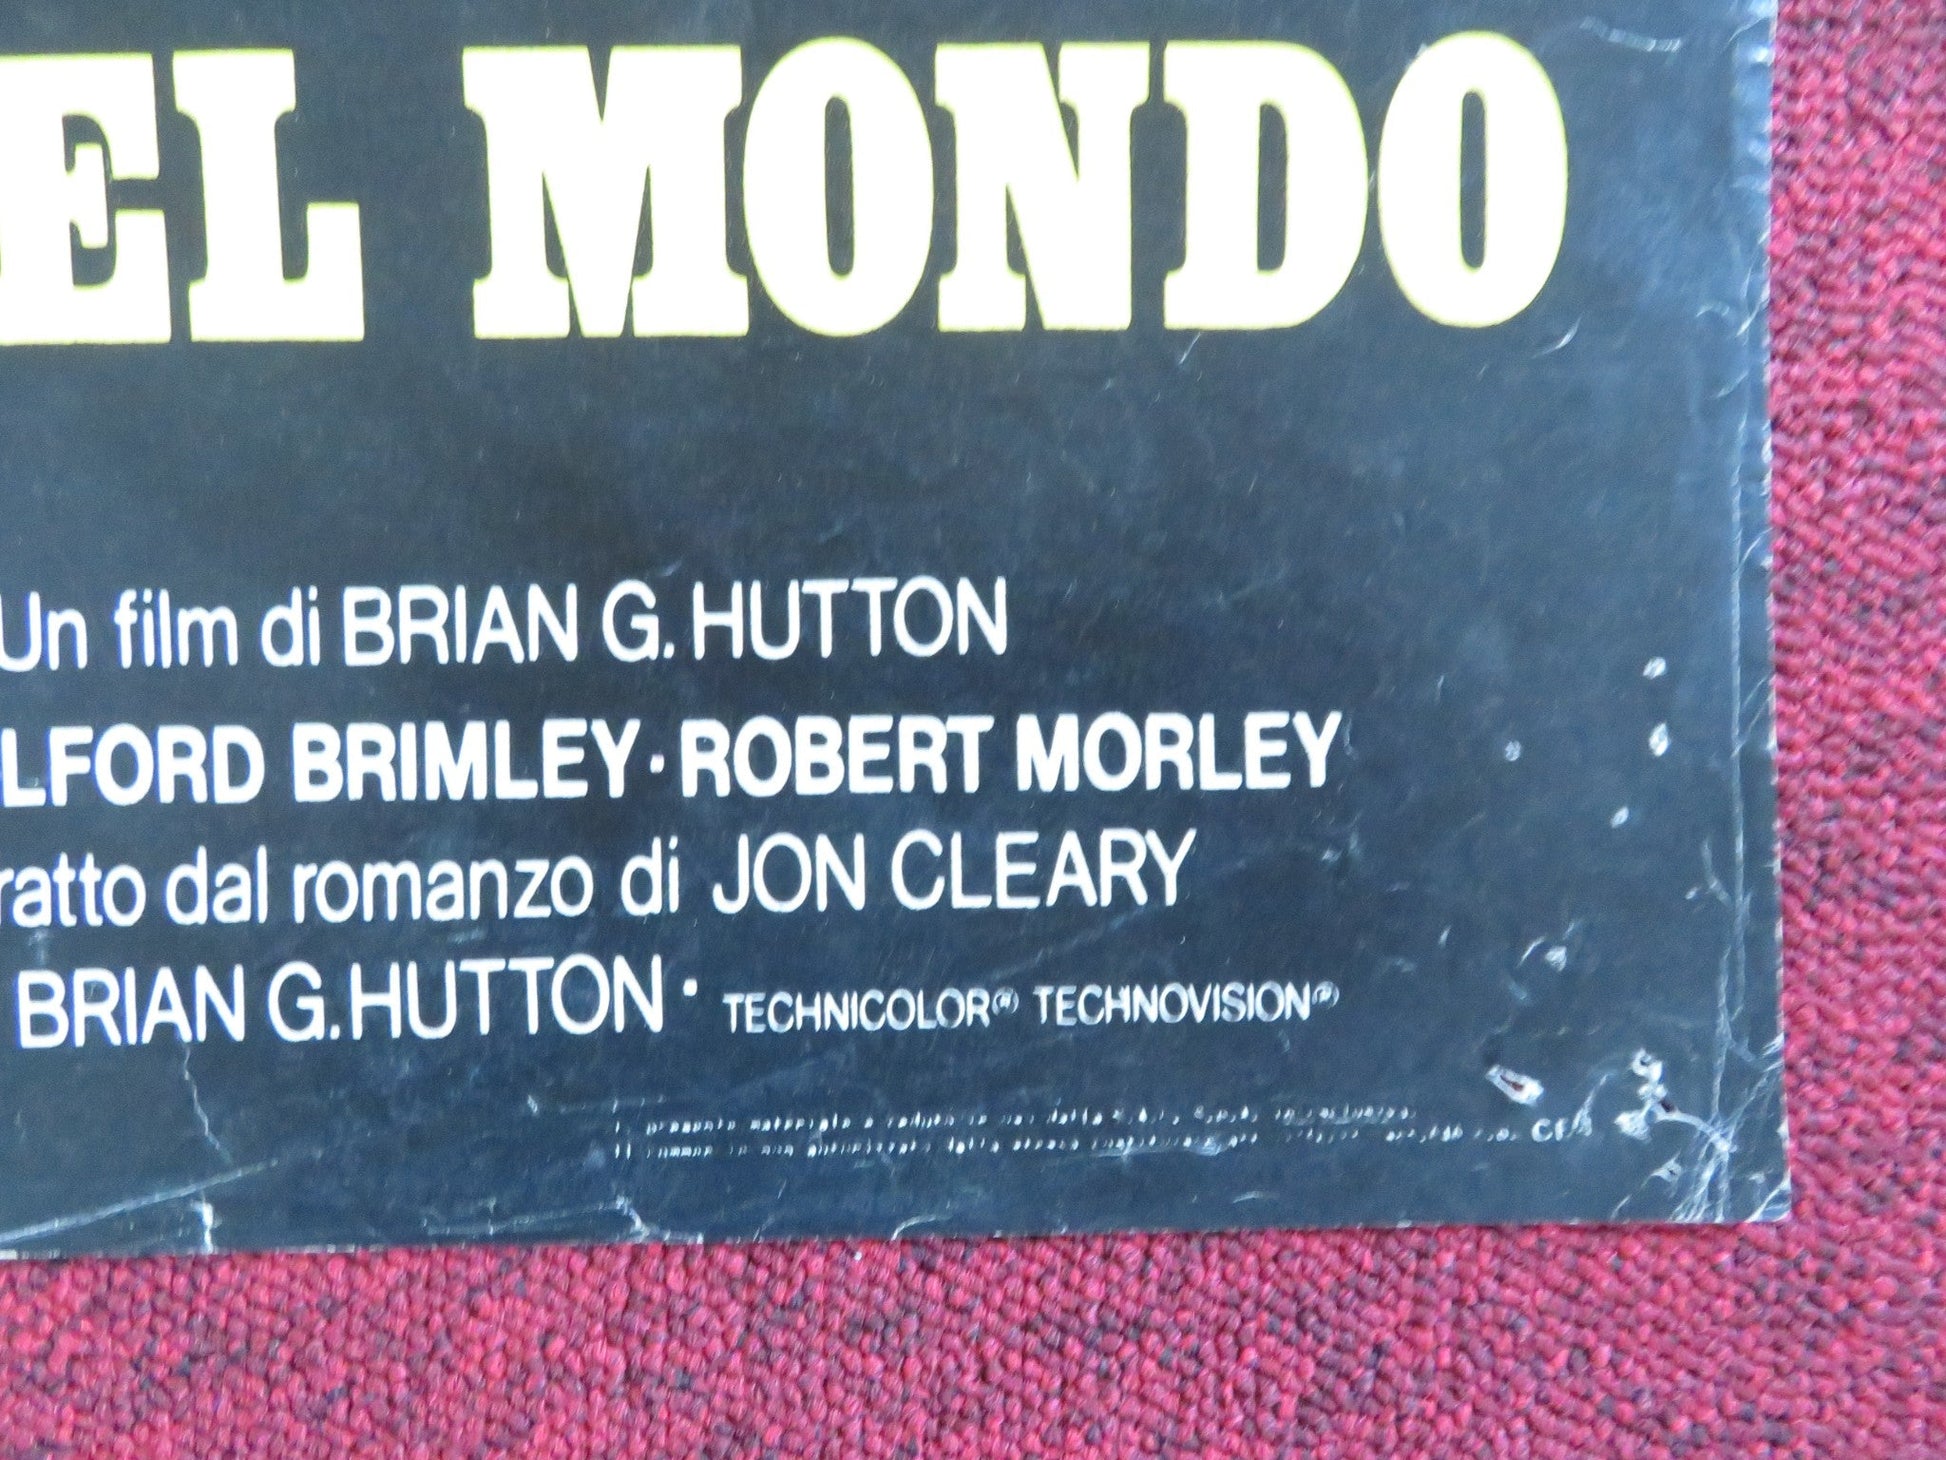 EL MONDO
Un film di BRIAN G. HUTTON
LFORD BRIMLEY · ROBERT MORLEY
ratto dal romanzo di JON CLEARY
BRIAN G. HUTTON · TECHNICOLOR® TECHNOVISION®